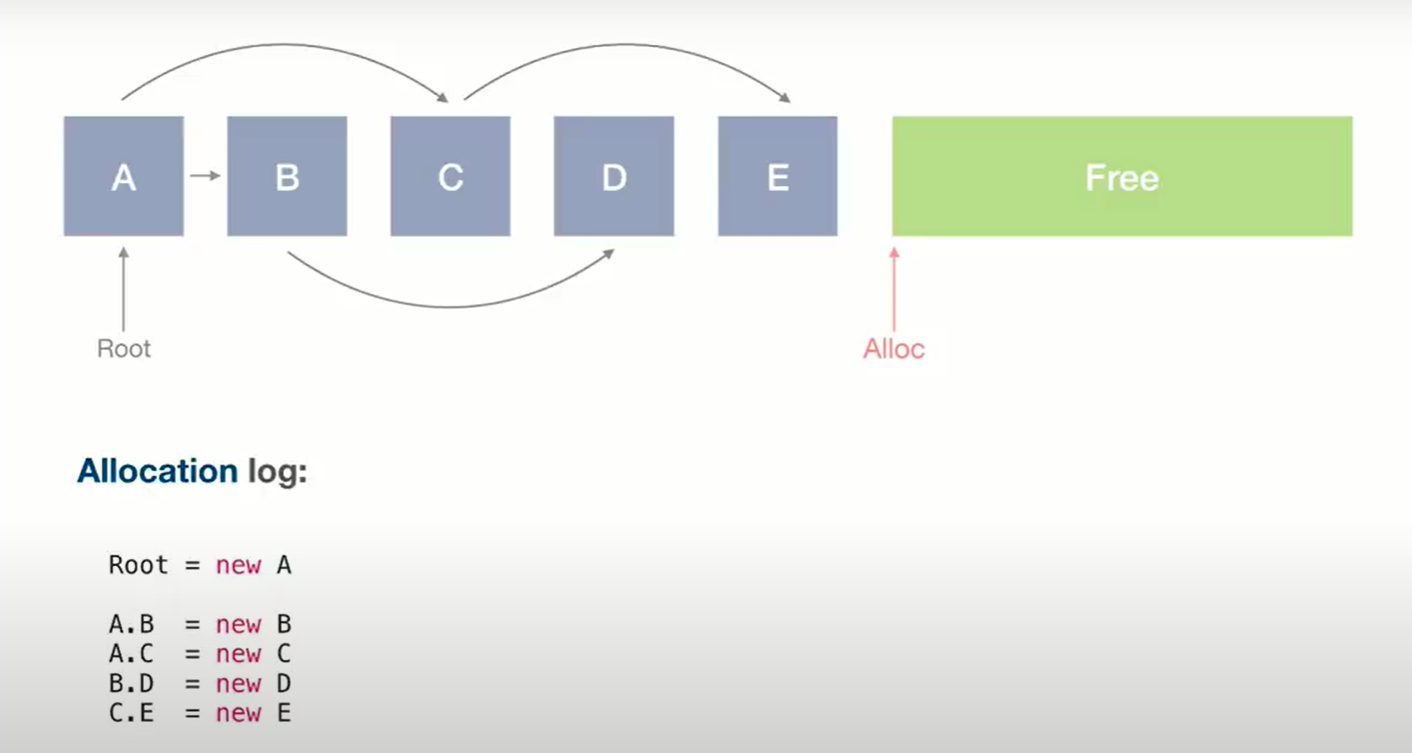 A
B
C
D
E
Free
Root
Alloc
Allocation log:
Root = new A
A.B = new B
A.C = new C
B.D = new D
C.E = new E